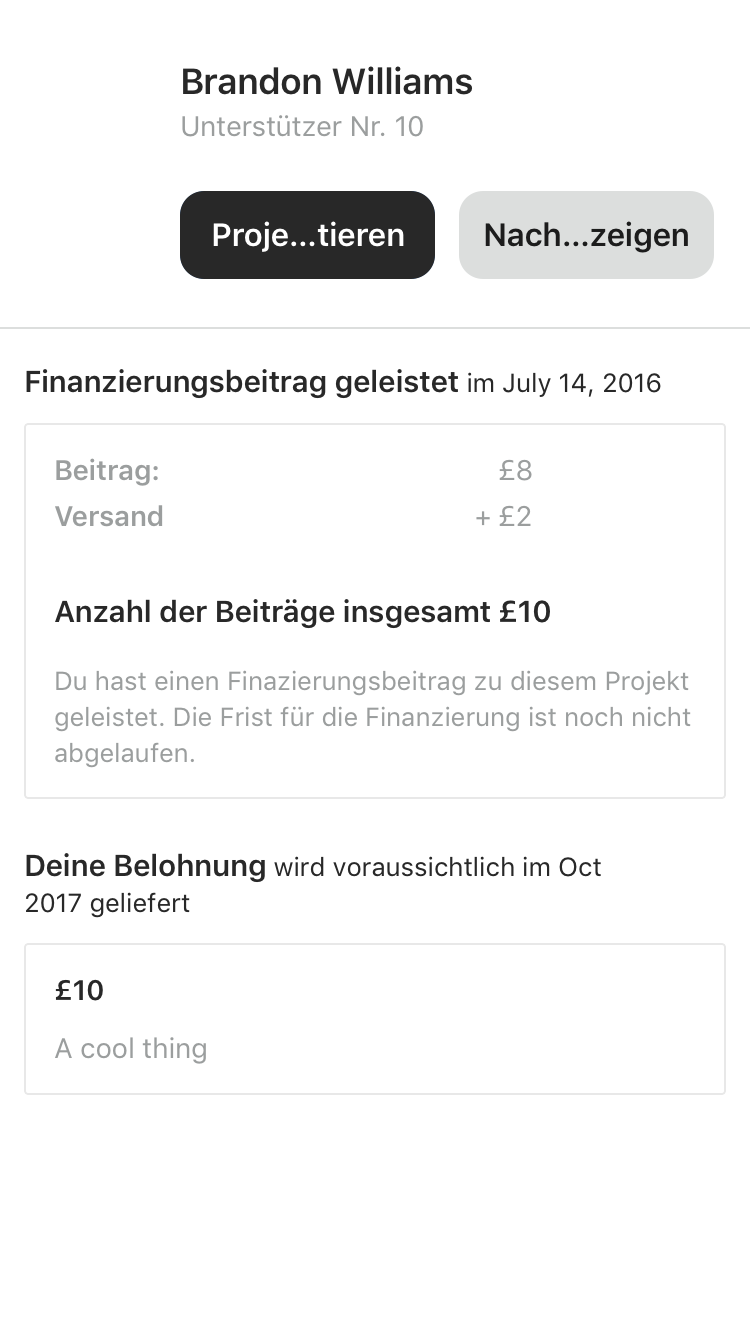 Brandon Williams
Unterstützer Nr. 10
Proje...tieren
Nach...zeigen
Finanzierungsbeitrag geleistet im July 14, 2016
Beitrag: £8
Versand + £2
Anzahl der Beiträge insgesamt £10
Du hast einen Finazierungsbeitrag zu diesem Projekt
geleistet. Die Frist für die Finanzierung ist noch nicht
abgelaufen.
Deine Belohnung wird voraussichtlich im Oct
2017 geliefert
£10
A cool thing